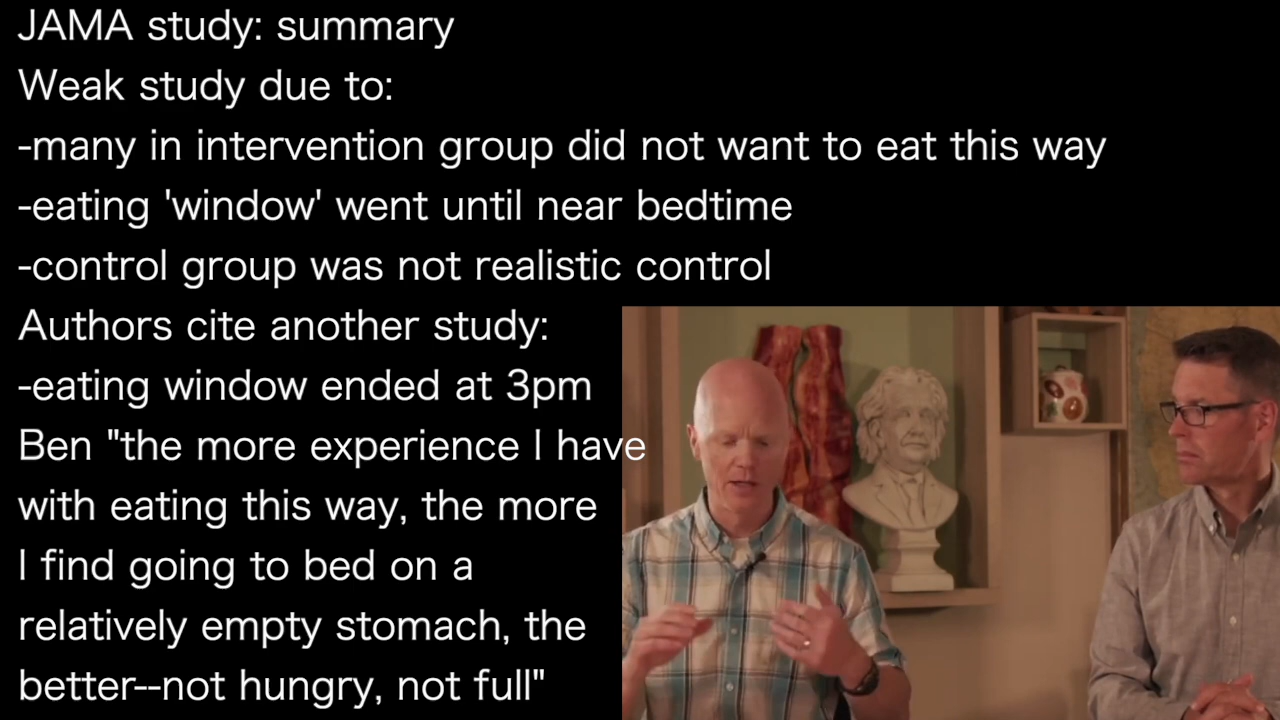 JAMA study: summary
Weak study due to:
-many in intervention group did not want to eat this way
-eating 'window' went until near bedtime
-control group was not realistic control
Authors cite another study:
-eating window ended at 3pm
Ben "the more experience I have
with eating this way, the more
I find going to bed on a
relatively empty stomach, the
better--not hungry, not full"